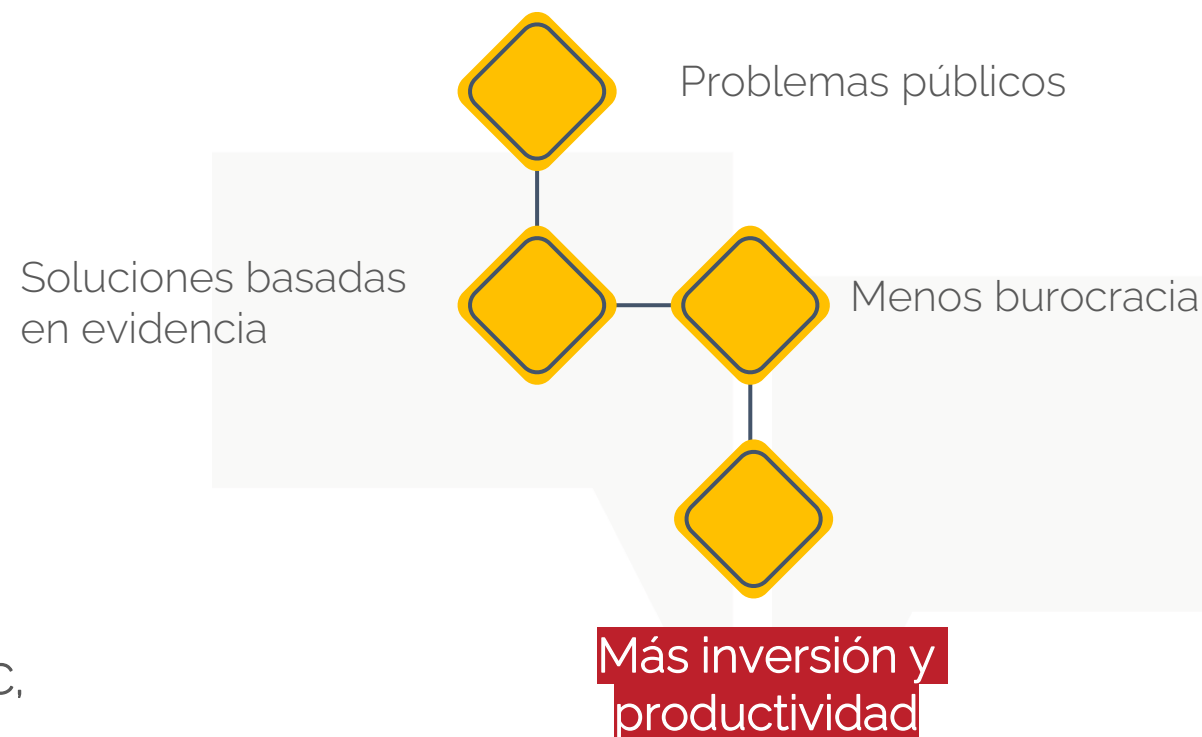 Problemas públicos
Soluciones basadas
en evidencia
Menos burocracia
C,
Más inversión y
productividad